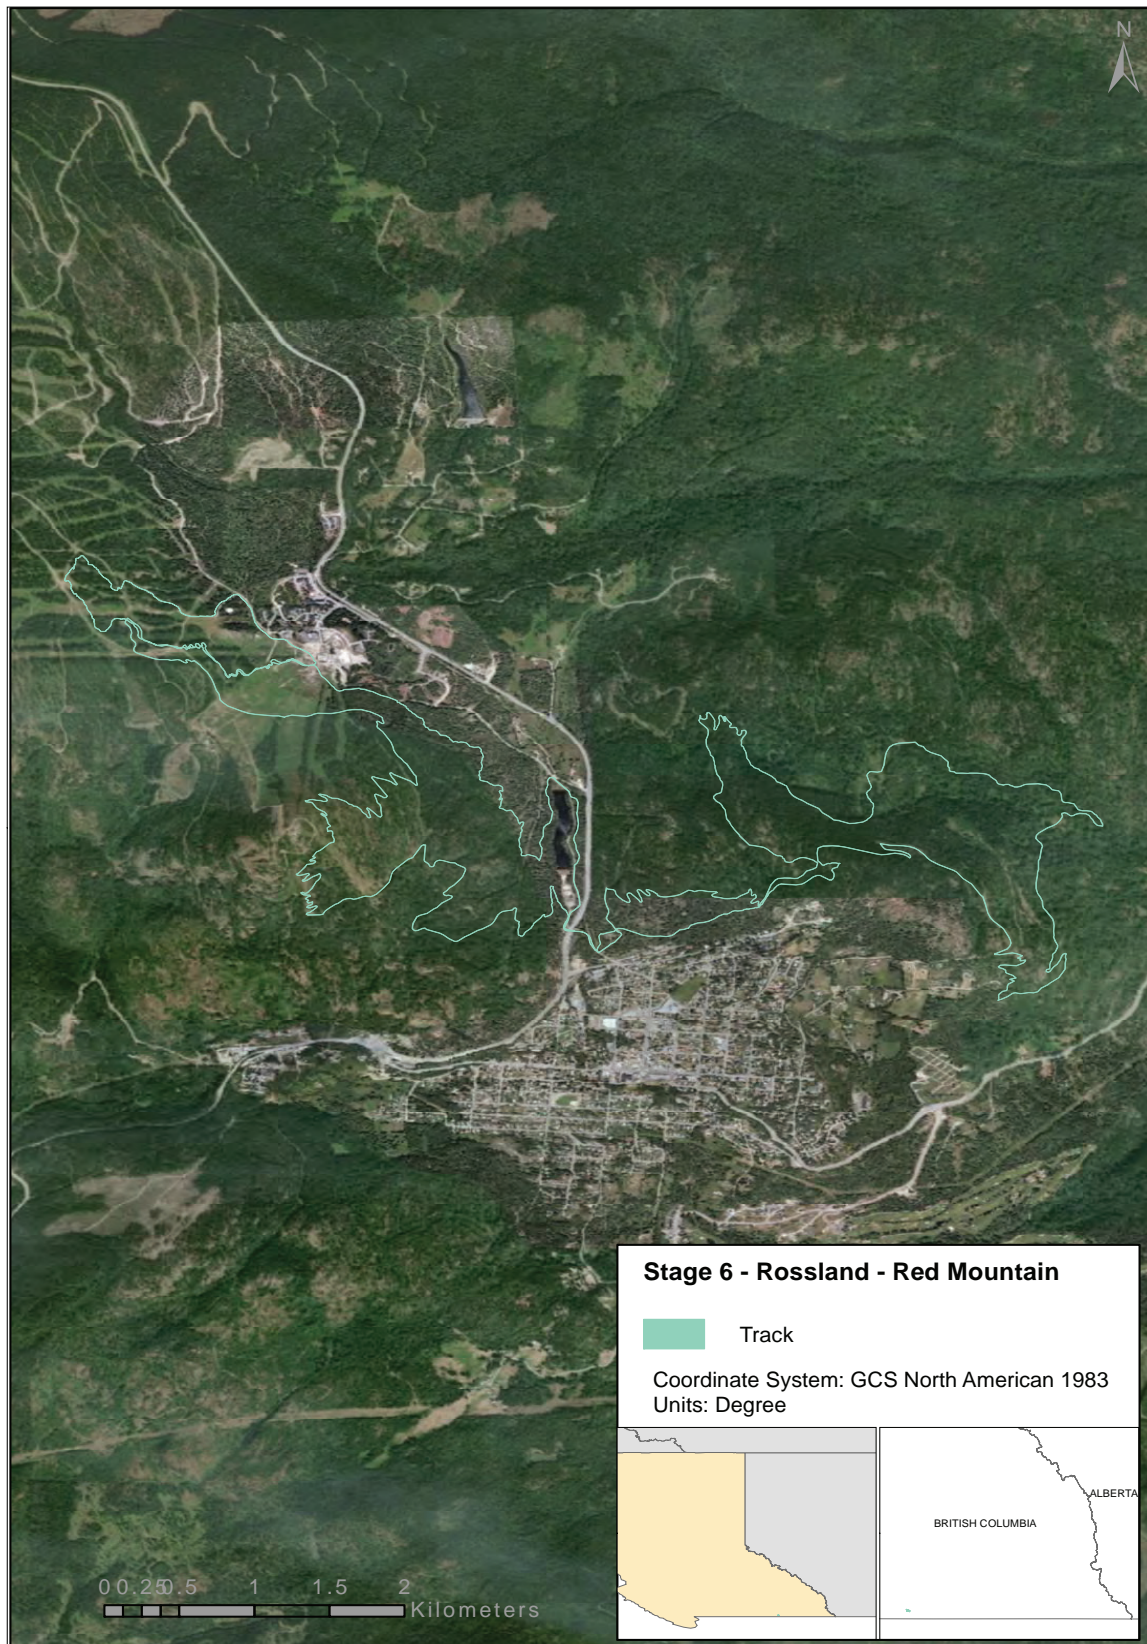 N
Stage 6 - Rossland - Red Mountain
Track
Coordinate System: GCS North American 1983
Units: Degree
ALBERTA
BRITISH COLUMBIA
0 0.25 0.5 1 1.5 2
Kilometers